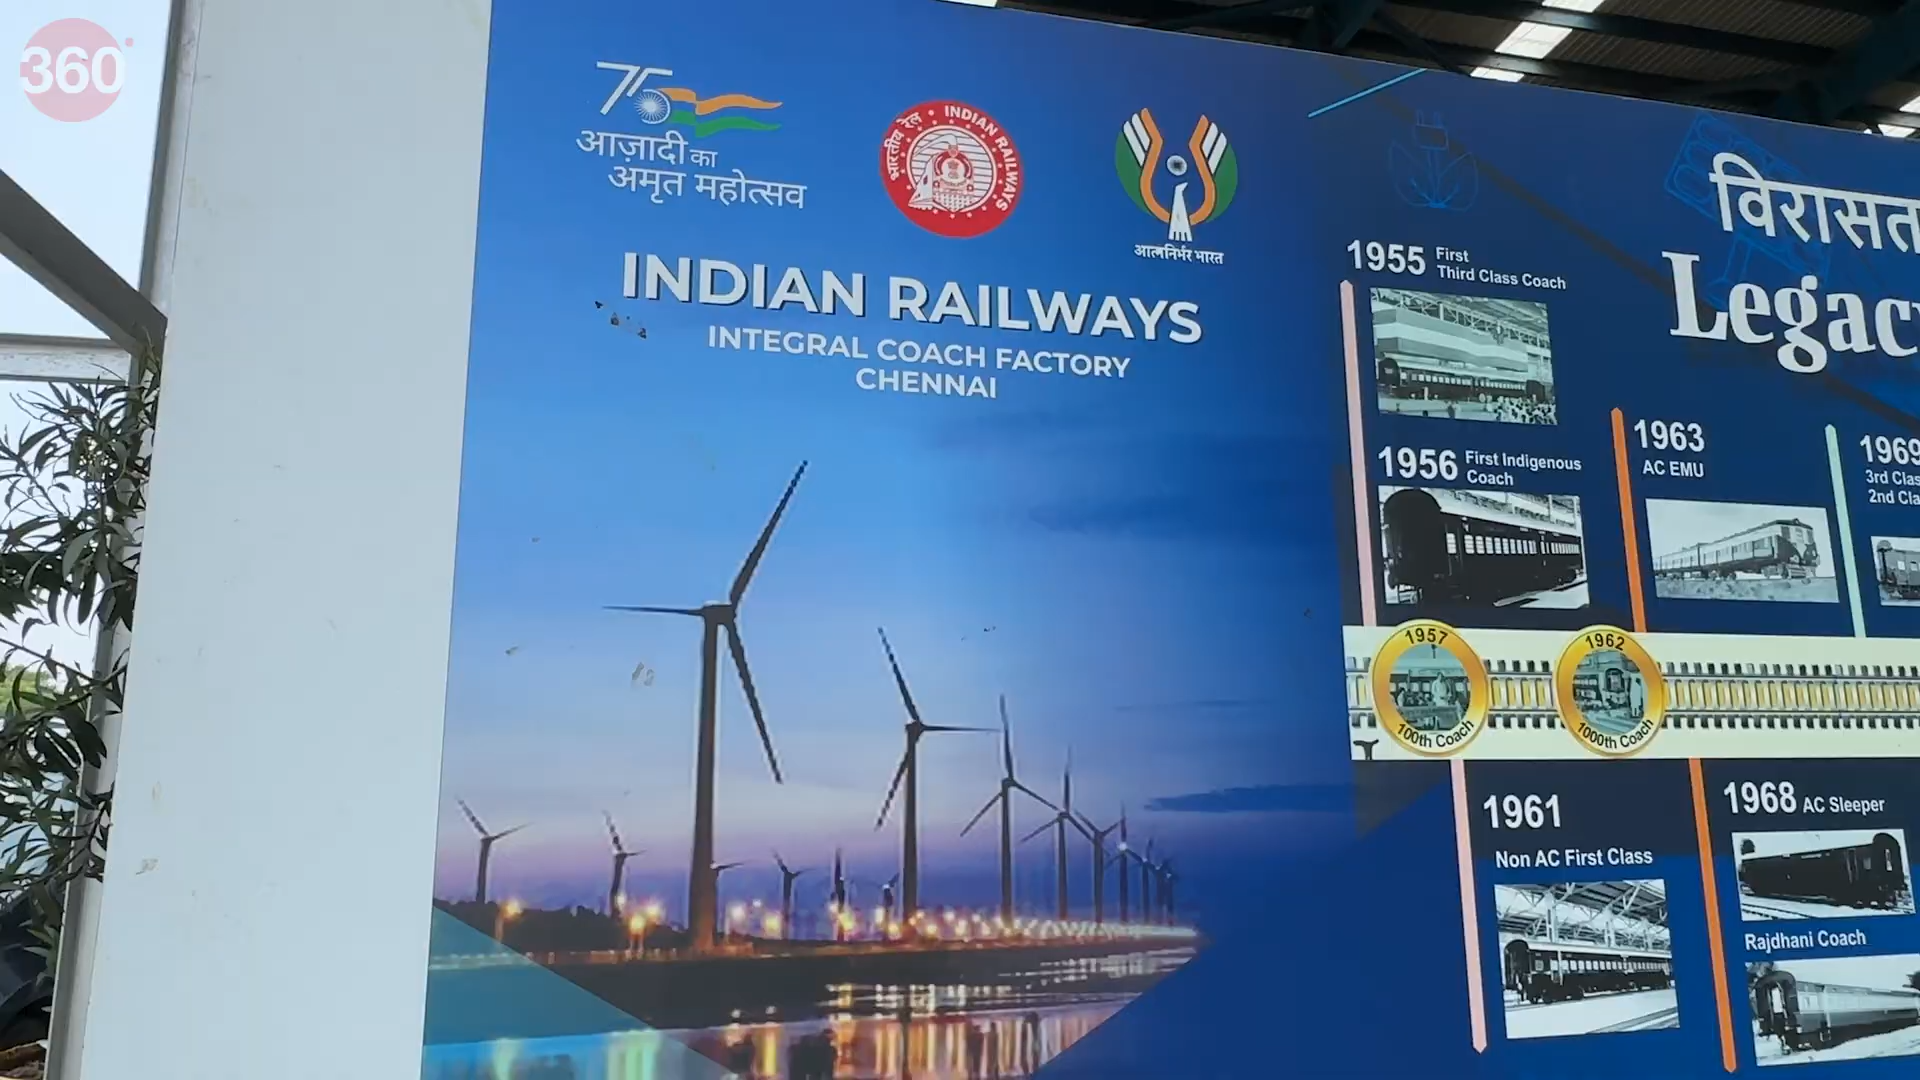 360°
75
आज़ादी का
अमृत महोत्सव
भारतीय रेल • INDIAN RAILWAYS
आत्मनिर्भर भारत
INDIAN RAILWAYS
INTEGRAL COACH FACTORY
CHENNAI
विरासत
Legacy
1955 First
Third Class Coach
1956 First Indigenous
Coach
1963
AC EMU
1969
3rd Clas
2nd Cla
1957
100th Coach
1962
1000th Coach
1961
Non AC First Class
1968 AC Sleeper
Rajdhani Coach